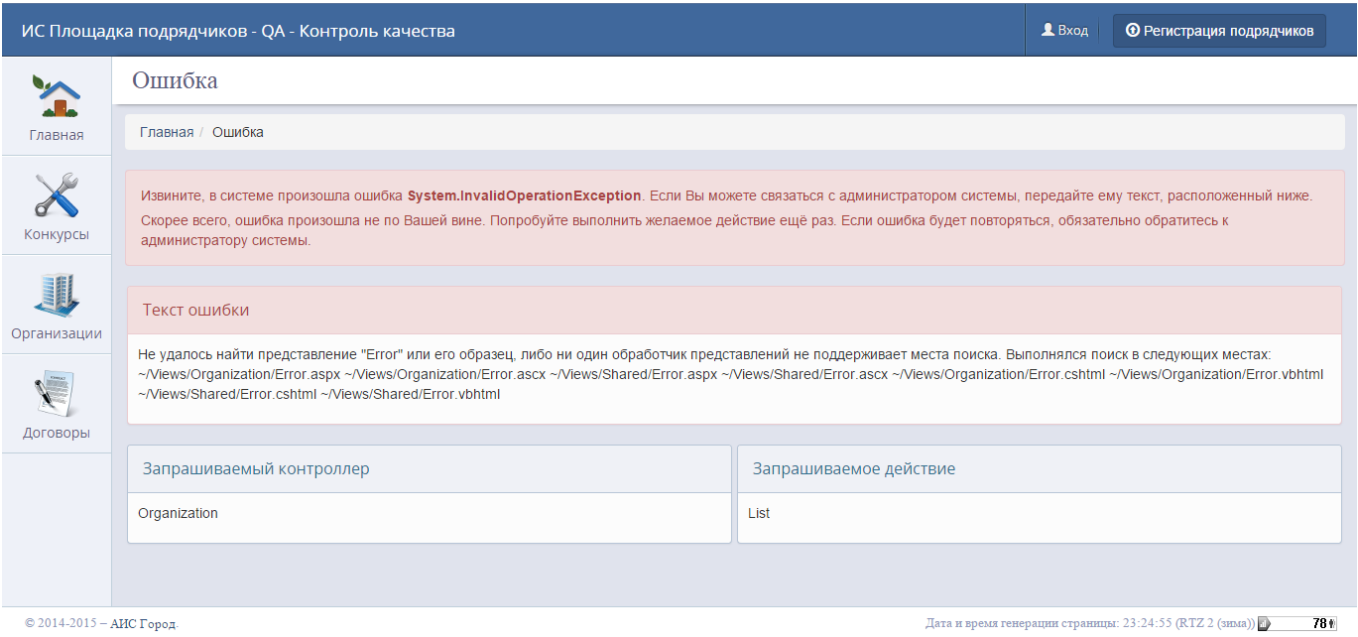 ИС Площадка подрядчиков - QA - Контроль качества
Вход
Регистрация подрядчиков
Главная
Конкурсы
Организации
Договоры
Ошибка
Главная / Ошибка
Извините, в системе произошла ошибка System.InvalidOperationException. Если Вы можете связаться с администратором системы, передайте ему текст, расположенный ниже.
Скорее всего, ошибка произошла не по Вашей вине. Попробуйте выполнить желаемое действие ещё раз. Если ошибка будет повторяться, обязательно обратитесь к
администратору системы.
Текст ошибки
Не удалось найти представление "Error" или его образец, либо ни один обработчик представлений не поддерживает места поиска. Выполнялся поиск в следующих местах:
~/Views/Organization/Error.aspx ~/Views/Organization/Error.ascx ~/Views/Shared/Error.aspx ~/Views/Shared/Error.ascx ~/Views/Organization/Error.cshtml ~/Views/Organization/Error.vbhtml
~/Views/Shared/Error.cshtml ~/Views/Shared/Error.vbhtml
Запрашиваемый контроллер
Organization
Запрашиваемое действие
List
© 2014-2015 – АИС Город.
Дата и время генерации страницы: 23:24:55 (RTZ 2 (зима))
78